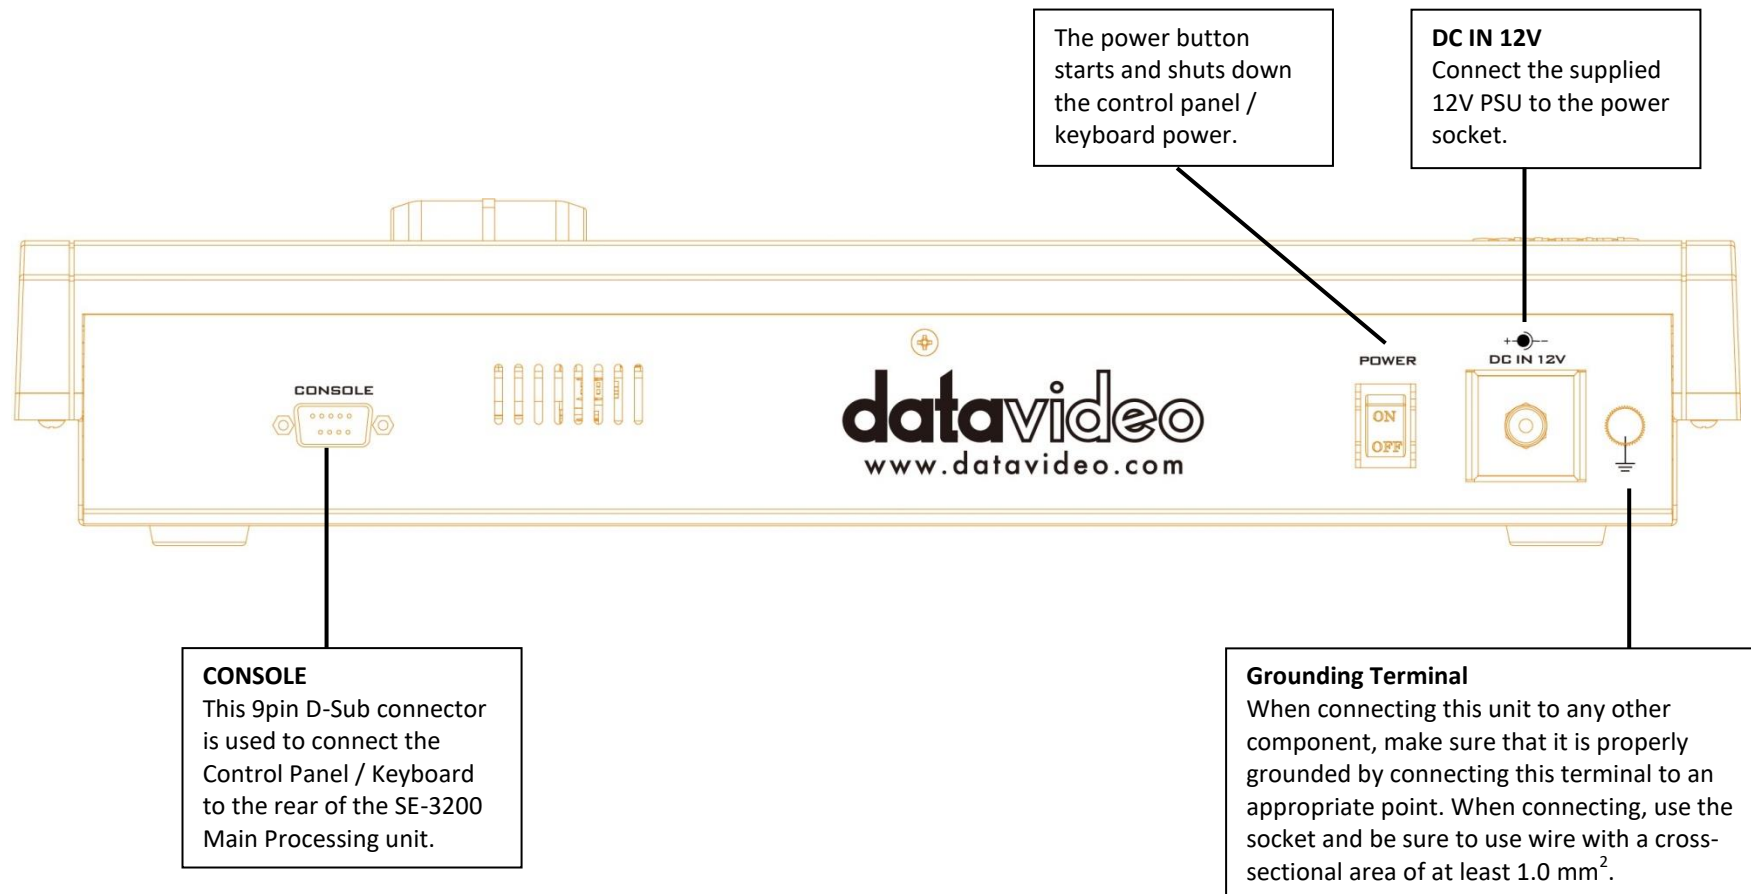 The power button
starts and shuts down
the control panel /
keyboard power.
DC IN 12V
Connect the supplied
12V PSU to the power
socket.
CONSOLE
datavideo
www.datavideo.com
POWER
ON
OFF
+ -
DC IN 12V
CONSOLE
This 9pin D-Sub connector
is used to connect the
Control Panel / Keyboard
to the rear of the SE-3200
Main Processing unit.
Grounding Terminal
When connecting this unit to any other
component, make sure that it is properly
grounded by connecting this terminal to an
appropriate point. When connecting, use the
socket and be sure to use wire with a cross-
sectional area of at least 1.0 mm².